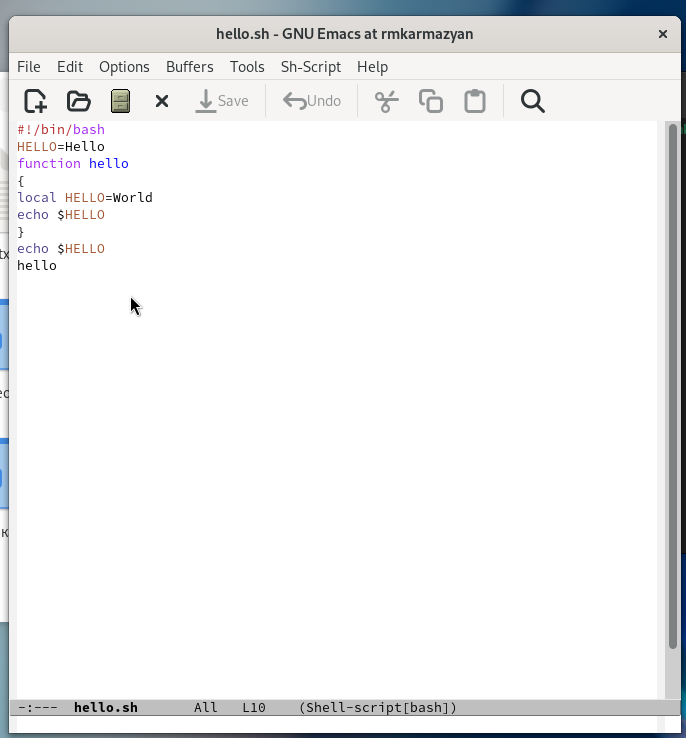 hello.sh - GNU Emacs at rmkarmazyan
File Edit Options Buffers Tools Sh-Script Help
Save Undo
#!/bin/bash
HELLO=Hello
function hello
{
local HELLO=World
echo $HELLO
}
echo $HELLO
hello
-:--- hello.sh All L10 (Shell-script[bash])